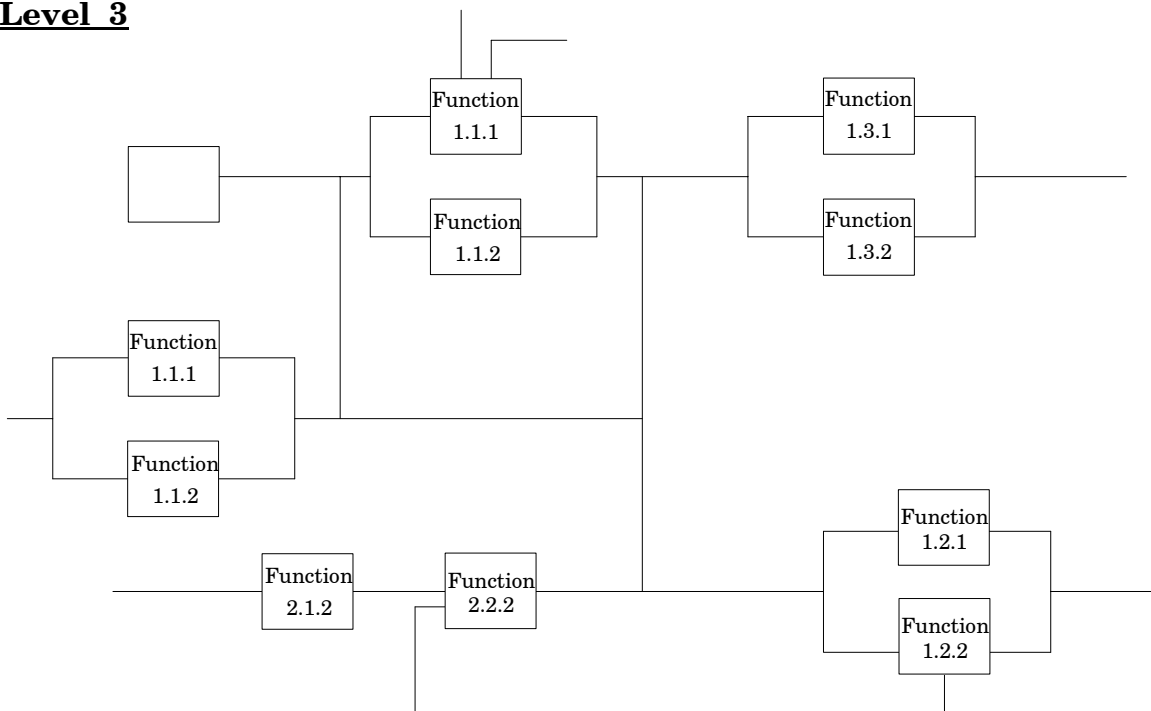 Level 3
Function
1.1.1
Function
1.3.1
Function
1.1.2
Function
1.3.2
Function
1.1.1
Function
1.1.2
Function
1.2.1
Function
2.1.2
Function
2.2.2
Function
1.2.2